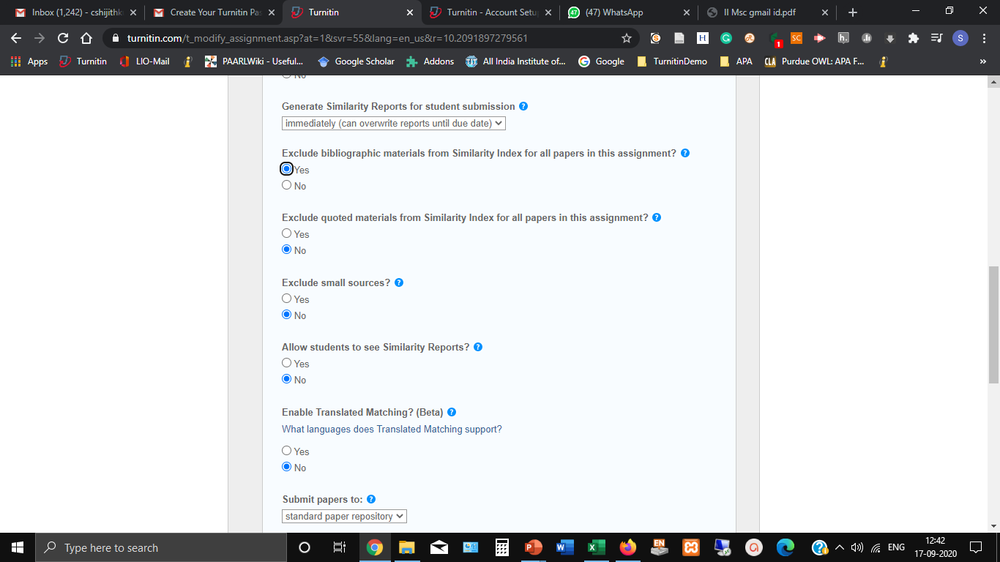 Inbox (1,242) - cshijithk
Create Your Turnitin Pas
Turnitin
Turnitin - Account Setup
(47) WhatsApp
II Msc gmail id.pdf
turnitin.com/t_modify_assignment.asp?at=1&svr=55&lang=en_us&r=10.2091897279561
Apps
Turnitin
LIO-Mail
PAARLWiki - Useful...
Google Scholar
Addons
All India Institute of...
Google
TurnitinDemo
APA
Purdue OWL: APA F...
No
Generate Similarity Reports for student submission
immediately (can overwrite reports until due date)
Exclude bibliographic materials from Similarity Index for all papers in this assignment?
Yes
No
Exclude quoted materials from Similarity Index for all papers in this assignment?
Yes
No
Exclude small sources?
Yes
No
Allow students to see Similarity Reports?
Yes
No
Enable Translated Matching? (Beta)
What languages does Translated Matching support?
Yes
No
Submit papers to:
standard paper repository
Type here to search
ENG
12:42
17-09-2020